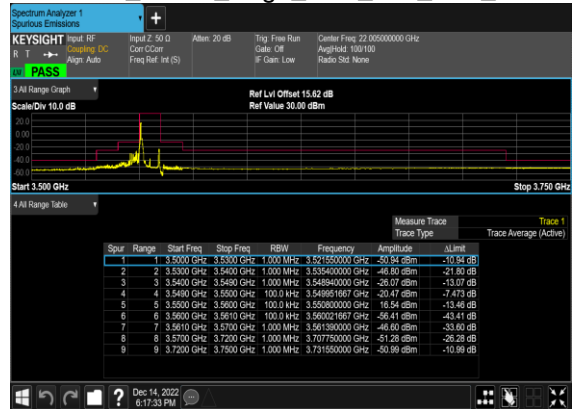 Spectrum Analyzer 1
Spurious Emissions
KEYSIGHT Input: RF Input Z: 50 Ω Atten: 20 dB Trig: Free Run Center Freq: 22.005000000 GHz
R T Coupling: DC Corr CCorr Gate: Off Avg|Hold: 100/100
Align: Auto Freq Ref: Int (S) IF Gain: Low Radio Std: None
PASS
3 All Range Graph
Ref Lvl Offset 15.62 dB
Scale/Div 10.0 dB Ref Value 30.00 dBm
20.0
0.00
-20.0
-40.0
-60.0
Start 3.500 GHz Stop 3.750 GHz
4 All Range Table
Measure Trace Trace 1
Trace Type Trace Average (Active)
Spur Range Start Freq Stop Freq RBW Frequency Amplitude ΔLimit
1 1 3.5000 GHz 3.5300 GHz 1.000 MHz 3.521550000 GHz -50.94 dBm -10.94 dB
2 2 3.5300 GHz 3.5400 GHz 1.000 MHz 3.535400000 GHz -46.80 dBm -21.80 dB
3 3 3.5400 GHz 3.5490 GHz 1.000 MHz 3.548940000 GHz -26.07 dBm -13.07 dB
4 4 3.5490 GHz 3.5500 GHz 100.0 kHz 3.549951667 GHz -20.47 dBm -7.473 dB
5 5 3.5500 GHz 3.5600 GHz 100.0 kHz 3.550800000 GHz 16.54 dBm -13.46 dB
6 6 3.5600 GHz 3.5610 GHz 100.0 kHz 3.560021667 GHz -56.41 dBm -43.41 dB
7 7 3.5610 GHz 3.5700 GHz 1.000 MHz 3.561390000 GHz -46.60 dBm -33.60 dB
8 8 3.5700 GHz 3.7200 GHz 1.000 MHz 3.707750000 GHz -51.28 dBm -26.28 dB
9 9 3.7200 GHz 3.7500 GHz 1.000 MHz 3.731550000 GHz -50.99 dBm -10.99 dB
Dec 14, 2022
6:17:33 PM